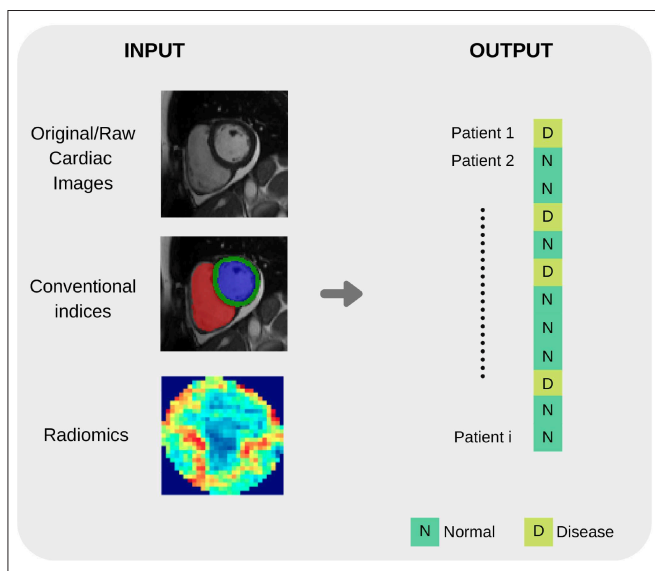 INPUT
OUTPUT
Original/Raw
Cardiac
Images
Conventional
indices
Radiomics
Patient 1 D
Patient 2 N
N
D
N
D
N
N
N
D
N
Patient i N
N Normal D Disease